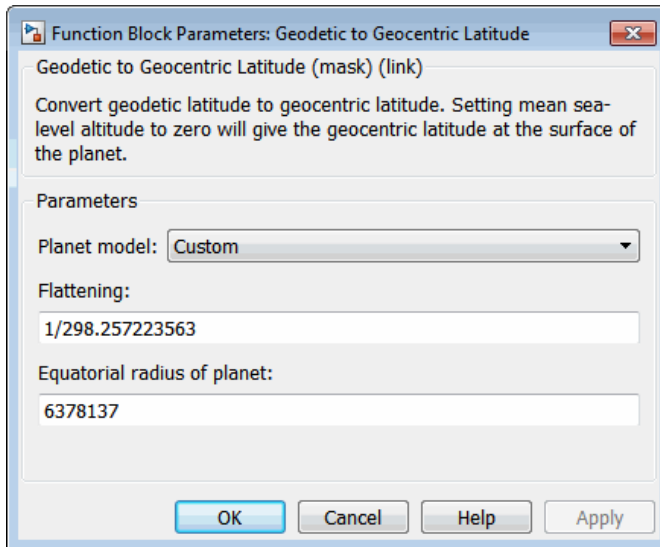 Function Block Parameters: Geodetic to Geocentric Latitude
Geodetic to Geocentric Latitude (mask) (link)
Convert geodetic latitude to geocentric latitude. Setting mean sea-
level altitude to zero will give the geocentric latitude at the surface of
the planet.
Parameters
Planet model: Custom
Flattening:
1/298.257223563
Equatorial radius of planet:
6378137
OK Cancel Help Apply